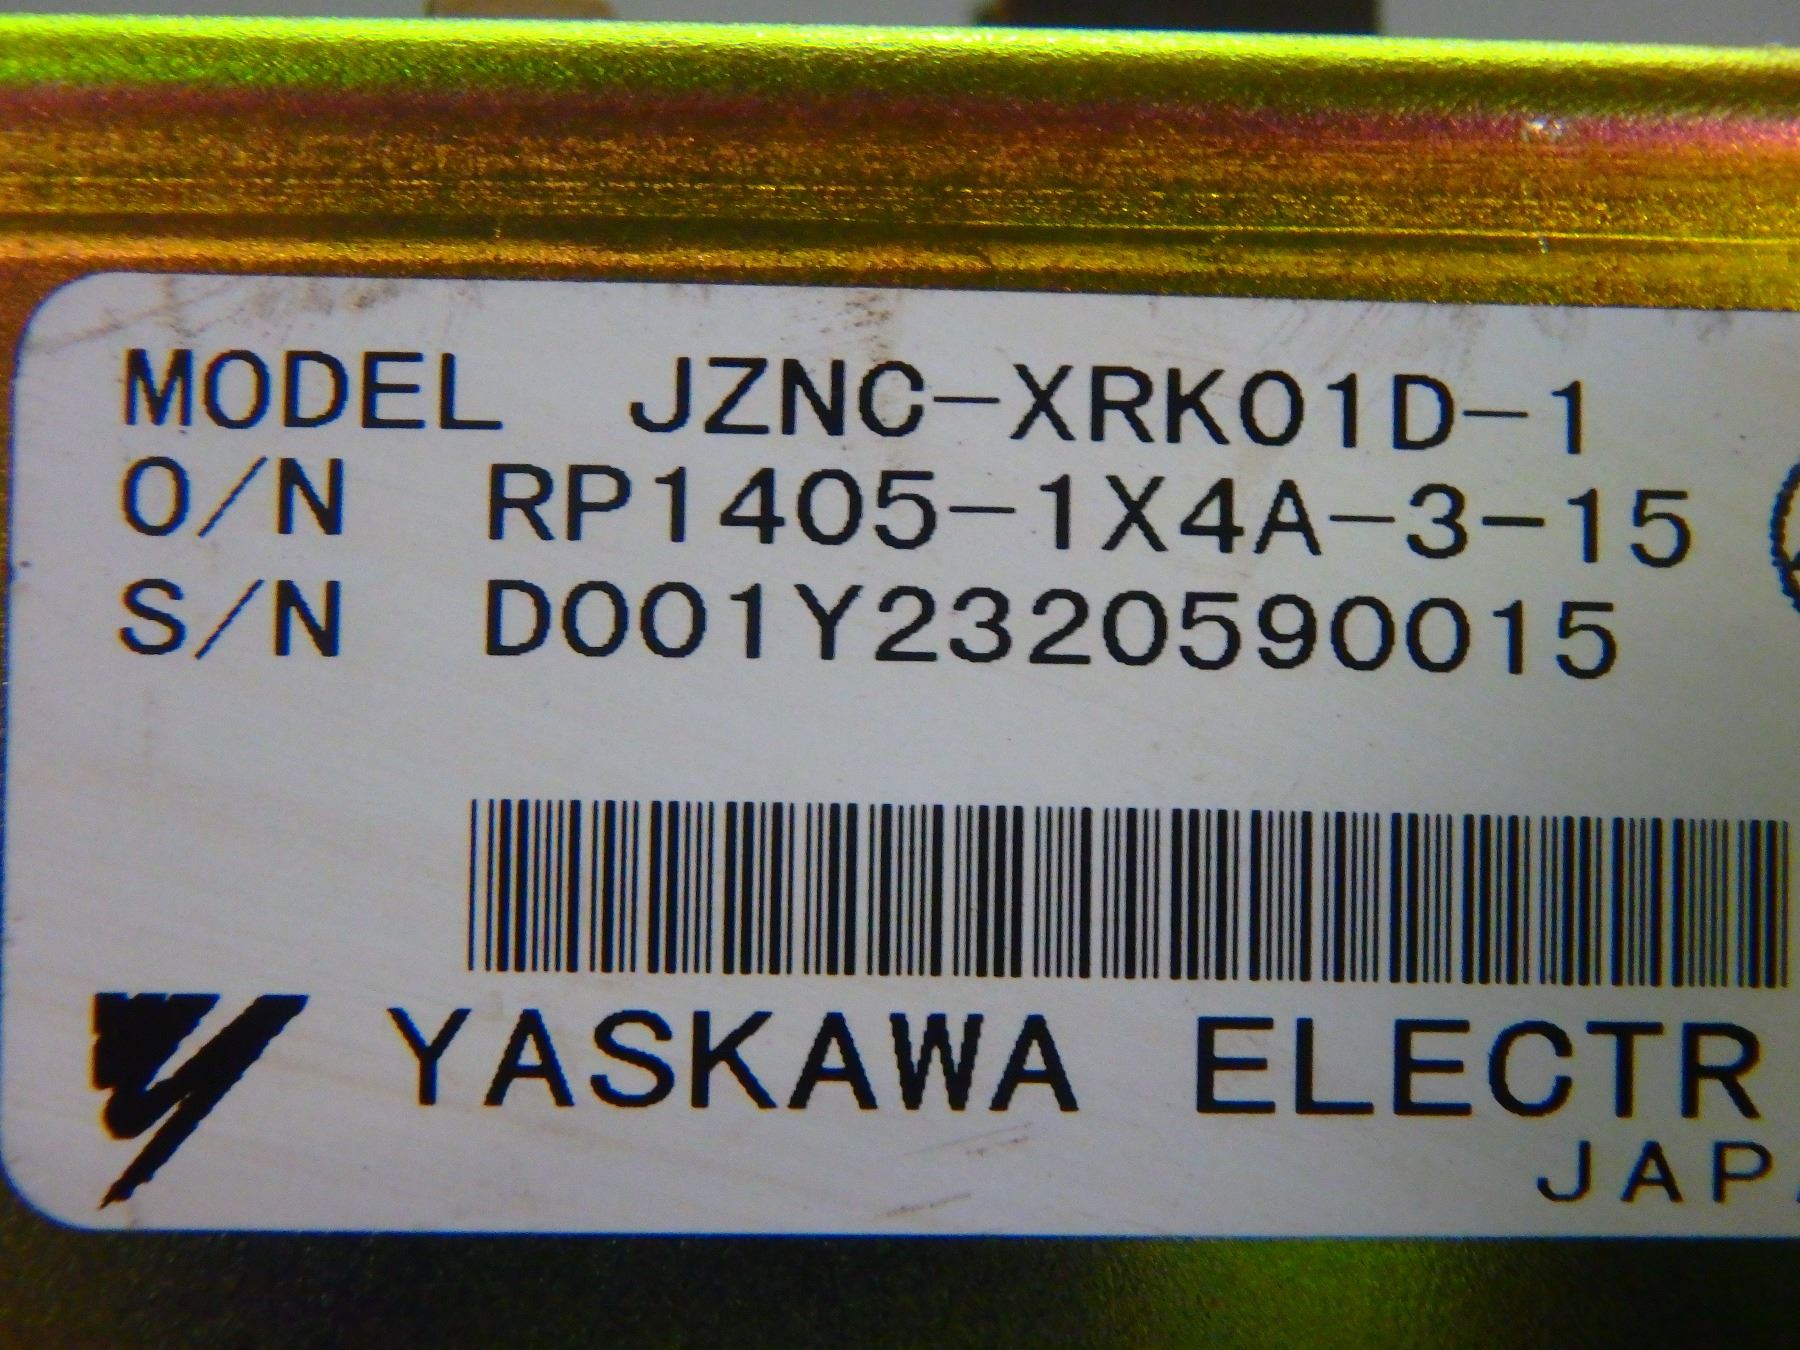 MODEL JZNC-XRK01D-1
O/N RP1405-1X4A-3-15
S/N D001Y2320590015
YASKAWA ELECTR
JAP